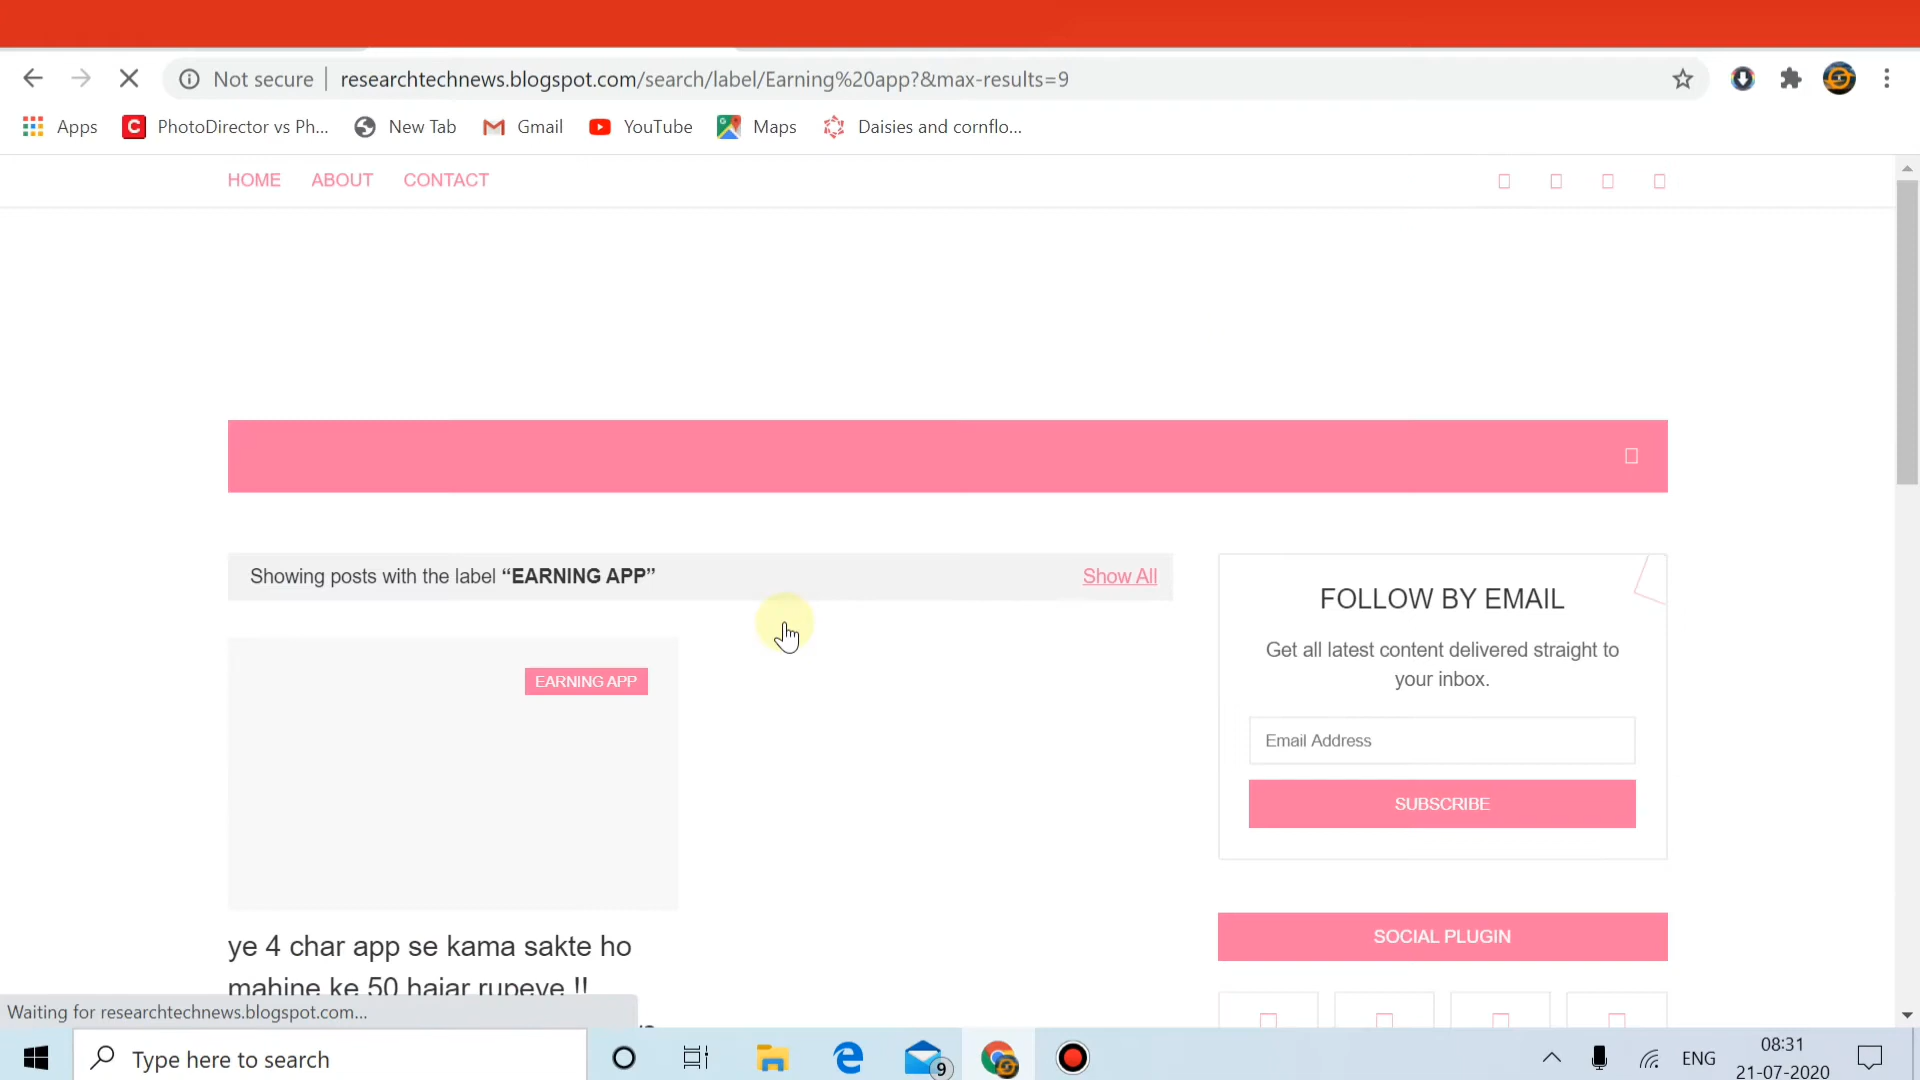 Not secure
researchtechnews.blogspot.com/search/label/Earning%20app?&max-results=9
Apps
PhotoDirector vs Ph...
New Tab
Gmail
YouTube
Maps
Daisies and cornflo...
HOME
ABOUT
CONTACT
Showing posts with the label “EARNING APP”
Show All
EARNING APP
ye 4 char app se kama sakte ho
mahine ke 50 hajar rupeye !!
FOLLOW BY EMAIL
Get all latest content delivered straight to
your inbox.
Email Address
SUBSCRIBE
SOCIAL PLUGIN
Waiting for researchtechnews.blogspot.com...
Type here to search
9
ENG
08:31
21-07-2020